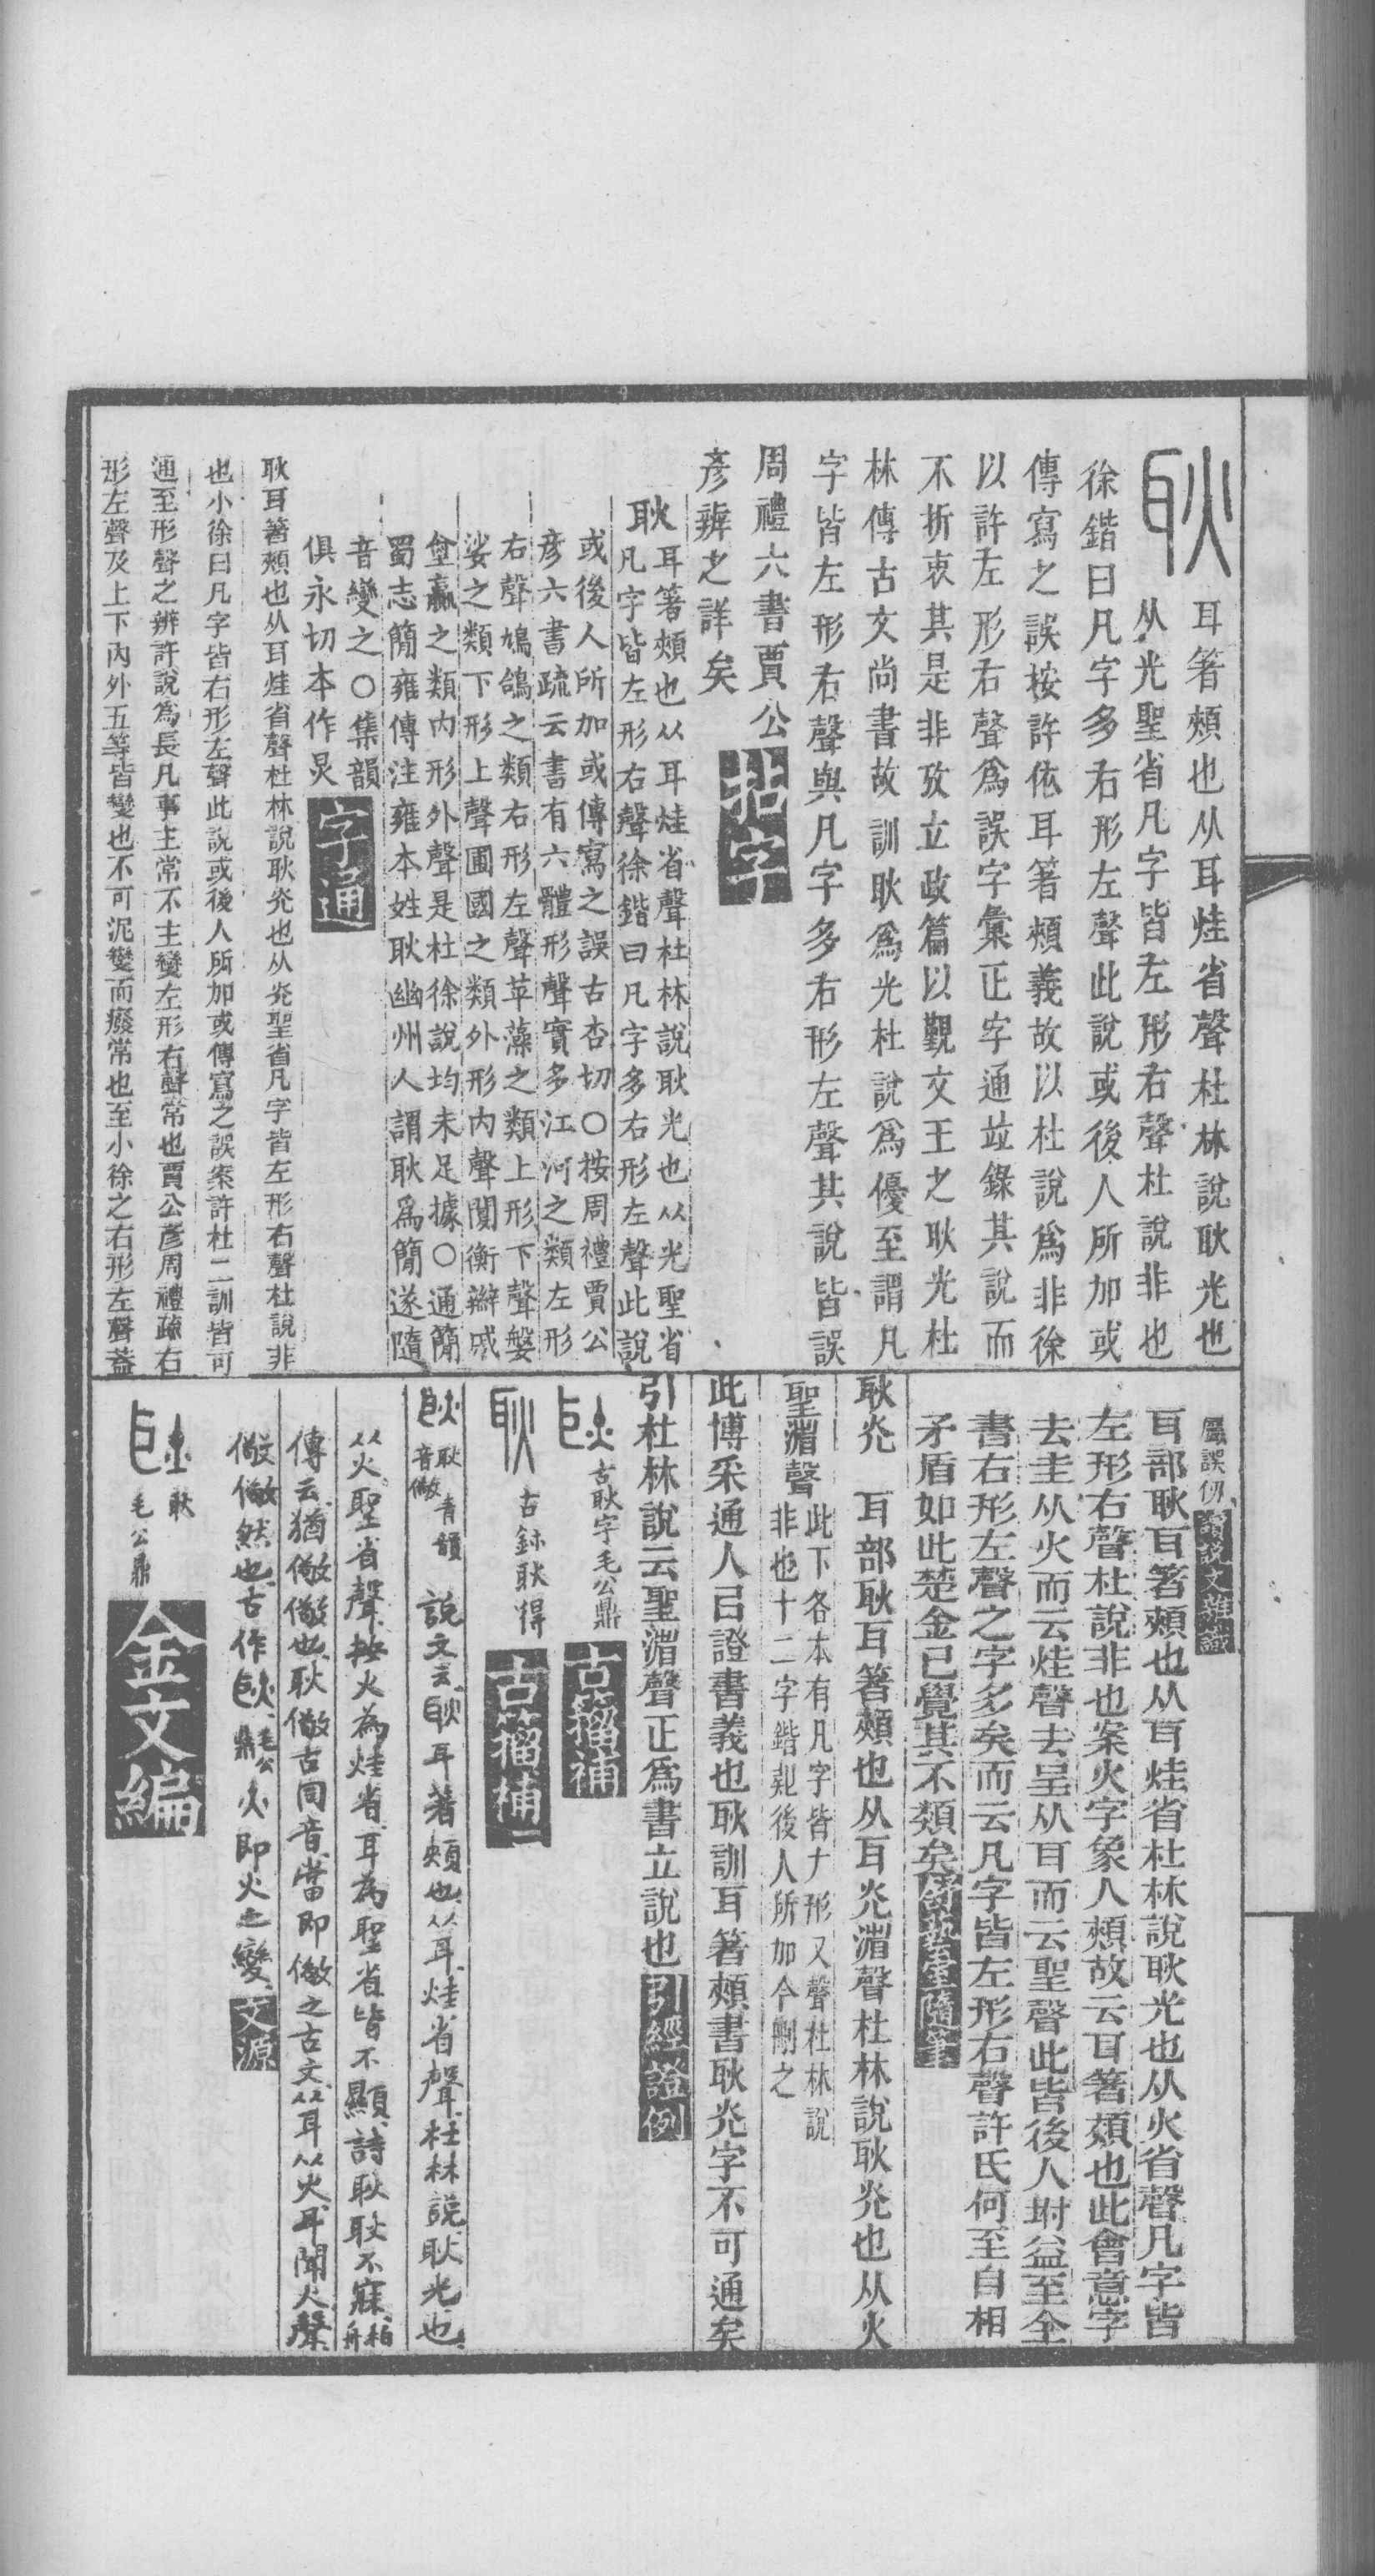 耿
耳箸頰也从耳烓省聲杜林說耿光也
从光聖省凡字皆左形右聲杜說非也
徐鍇曰凡字多右形左聲此說或後人所加或
傳寫之誤按許依耳箸頰義故以杜說爲非徐
以許左形右聲爲誤字彙正字通竝錄其說而
不折衷其是非攷立政篇以覲文王之耿光杜
林傳古文尚書故訓耿爲光杜說爲優至謂凡
字皆左形右聲與凡字多右形左聲其說皆誤
周禮六書賈公
彥辨之詳矣
耿
耳箸頰也从耳烓省聲杜林說耿光也从光聖省
凡字皆左形右聲徐鍇曰凡字多右形左聲此說
或後人所加或傳寫之誤古杏切○按周禮賈公
彥六書疏云書有六體形聲實多江河之類左形
右聲鳩鴿之類右形左聲草藻之類上形下聲婜
娑之類下形上聲圃國之類外形內聲闅衡
之類內形外聲是杜徐說均未足據○通簡
蜀志簡雍傳注雍本姓耿幽州人謂耿爲簡遂隨
音變之○集韻
俱永切本作炅
字通
耿耳箸頰也从耳烓省聲杜林說耿炗也从炗聖省凡字皆左形右聲杜說非
也小徐曰凡字皆右形左聲此說或後人所加或傳寫之誤案許杜二訓皆可
通至形聲之辨許說爲長凡事主常不主變左形右聲常也賈公彥周禮疏右
形左聲及上下內外五等皆變也不可泥變而癈常也至小徐之右形左聲葢
屬誤仞
讀說文雜識
耳部耿耳箸頰也从耳烓省杜林說耿光也从火省聲凡字皆
左形右聲杜說非也案火字象人頰故云耳箸頰也此會意字
去圭从火而云烓聲去呈从耳而云聖聲此皆後人坿益至全
書右形左聲之字多矣而云凡字皆左形右聲許氏何至自相
矛盾如此楚金已覺其不類矣
隨筆
耿炗 耳部耿耳箸頰也从耳炗湝聲杜林說耿炗也从火
聖湝聲
此下各本有凡字皆𠂇形又聲杜林說
非也十二字鍇㞕後人所加今刪之
此博采通人㠯證書義也耿訓耳箸頰書耿炗字不可通矣
引杜林說云聖湝聲正爲書立說也
引經證例
古耿字毛公鼎
古籀補
古鉥耿得
古籀補二
耿青韻
音儆
說文云耿耳著頰也从耳烓省聲杜林說耿光也
从火聖省聲按火為烓省耳為聖省皆不顯詩耿耿不寐柏舟
傳云猶儆儆也耿儆古同音當即儆之古文从耳从火耳聞火聲
儆儆然也古作毛公鼎火即火之變
文源
耿
毛公鼎
金文編